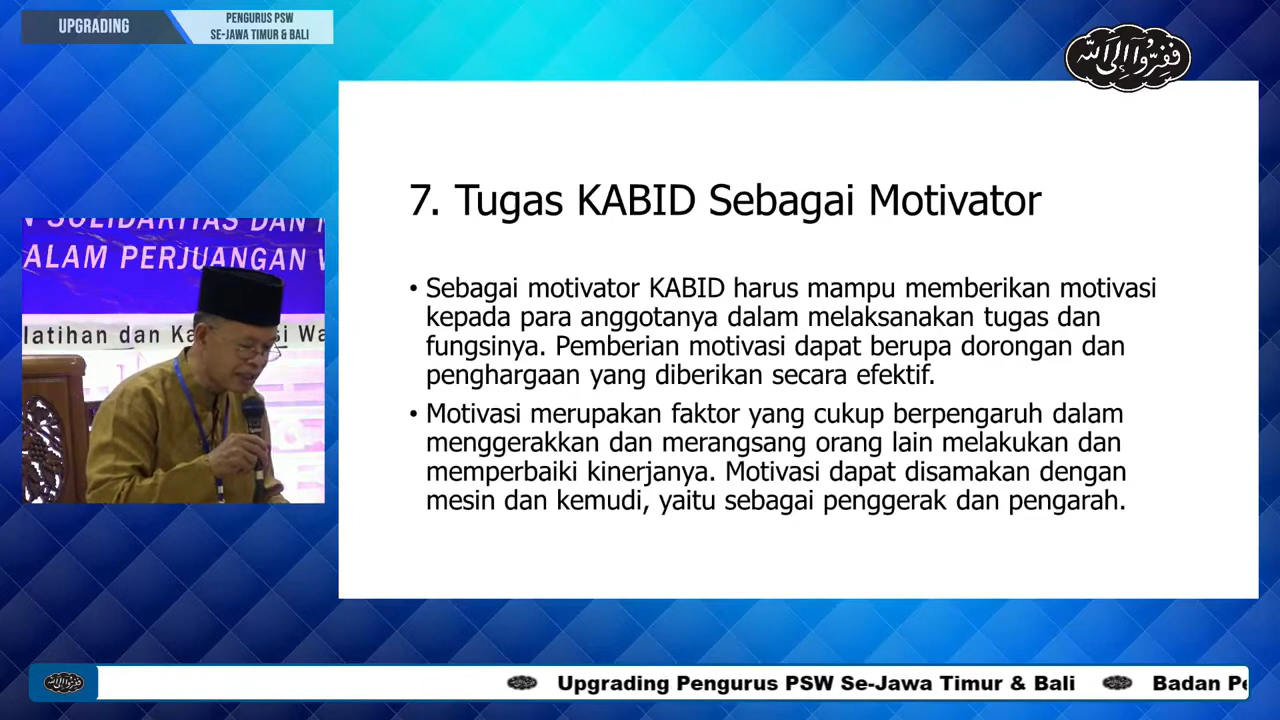 UPGRADING
PENGURUS PSW
SE-JAWA TIMUR & BALI
فَفِرُّوْآ اِلَى اللّٰه
7. Tugas KABID Sebagai Motivator
• Sebagai motivator KABID harus mampu memberikan motivasi
kepada para anggotanya dalam melaksanakan tugas dan
fungsinya. Pemberian motivasi dapat berupa dorongan dan
penghargaan yang diberikan secara efektif.
• Motivasi merupakan faktor yang cukup berpengaruh dalam
menggerakkan dan merangsang orang lain melakukan dan
memperbaiki kinerjanya. Motivasi dapat disamakan dengan
mesin dan kemudi, yaitu sebagai penggerak dan pengarah.
SOLIDARITAS DAN
ALAM PERJUANGAN
latihan dan Ka
Upgrading Pengurus PSW Se-Jawa Timur & Bali
Badan